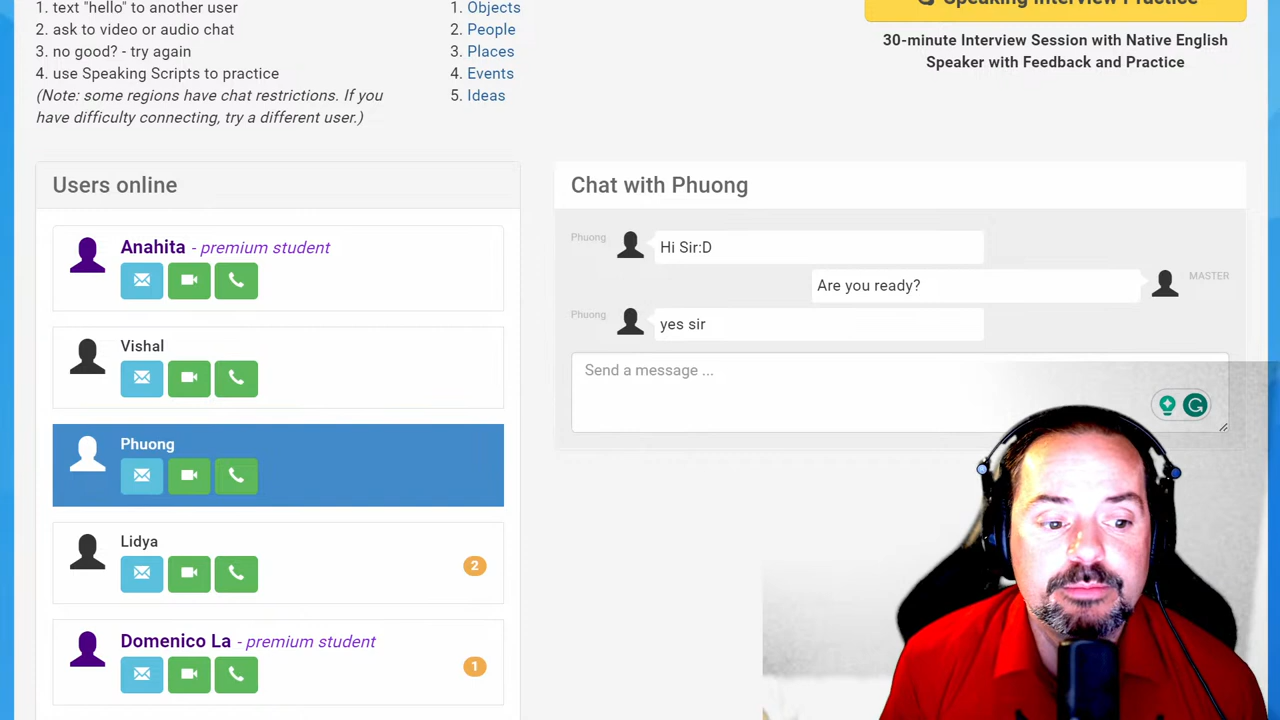 1. text "hello" to another user
2. ask to video or audio chat
3. no good? - try again
4. use Speaking Scripts to practice
(Note: some regions have chat restrictions. If you
have difficulty connecting, try a different user.)
1. Objects
2. People
3. Places
4. Events
5. Ideas
Speaking Interview Practice
30-minute Interview Session with Native English
Speaker with Feedback and Practice
Users online
Anahita - premium student
Vishal
Phuong
Lidya
2
Domenico La - premium student
1
Chat with Phuong
Phuong
Hi Sir:D
Are you ready?
MASTER
Phuong
yes sir
Send a message ...